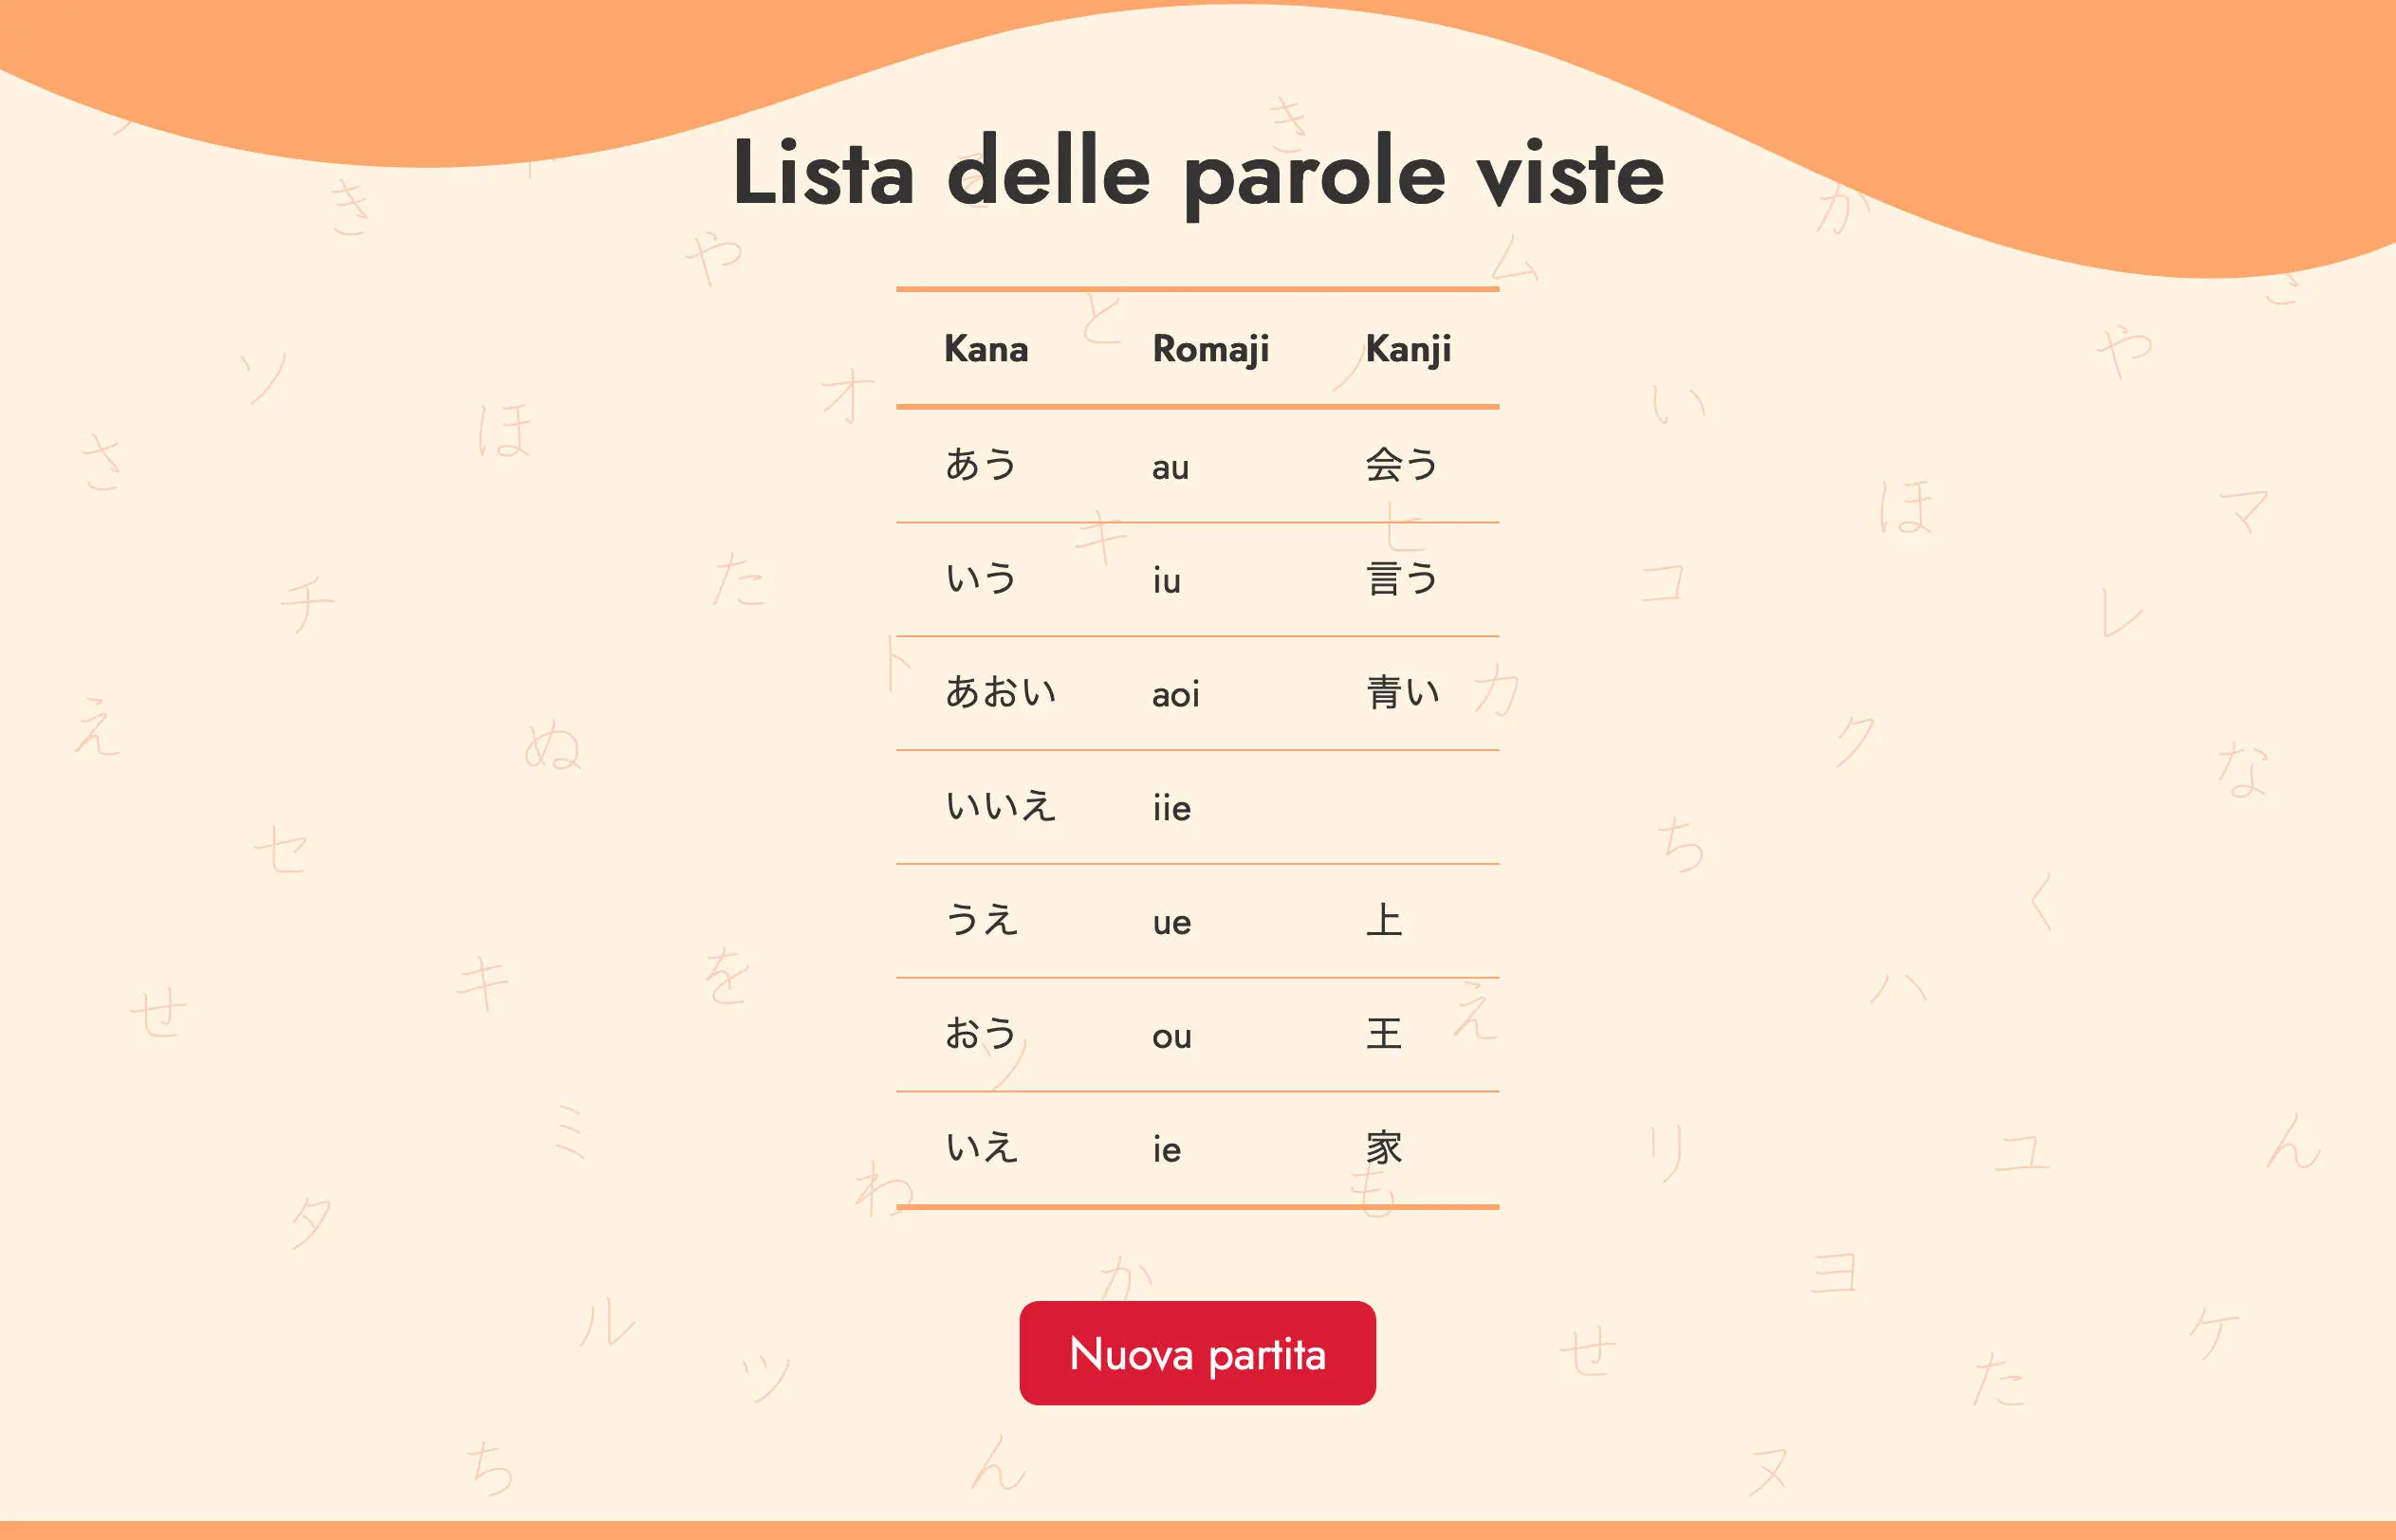 Lista delle parole viste
Kana Romaji Kanji
あう au 会う
いう iu 言う
あおい aoi 青い
いいえ iie
うえ ue 上
おう ou 王
いえ ie 家
Nuova partita